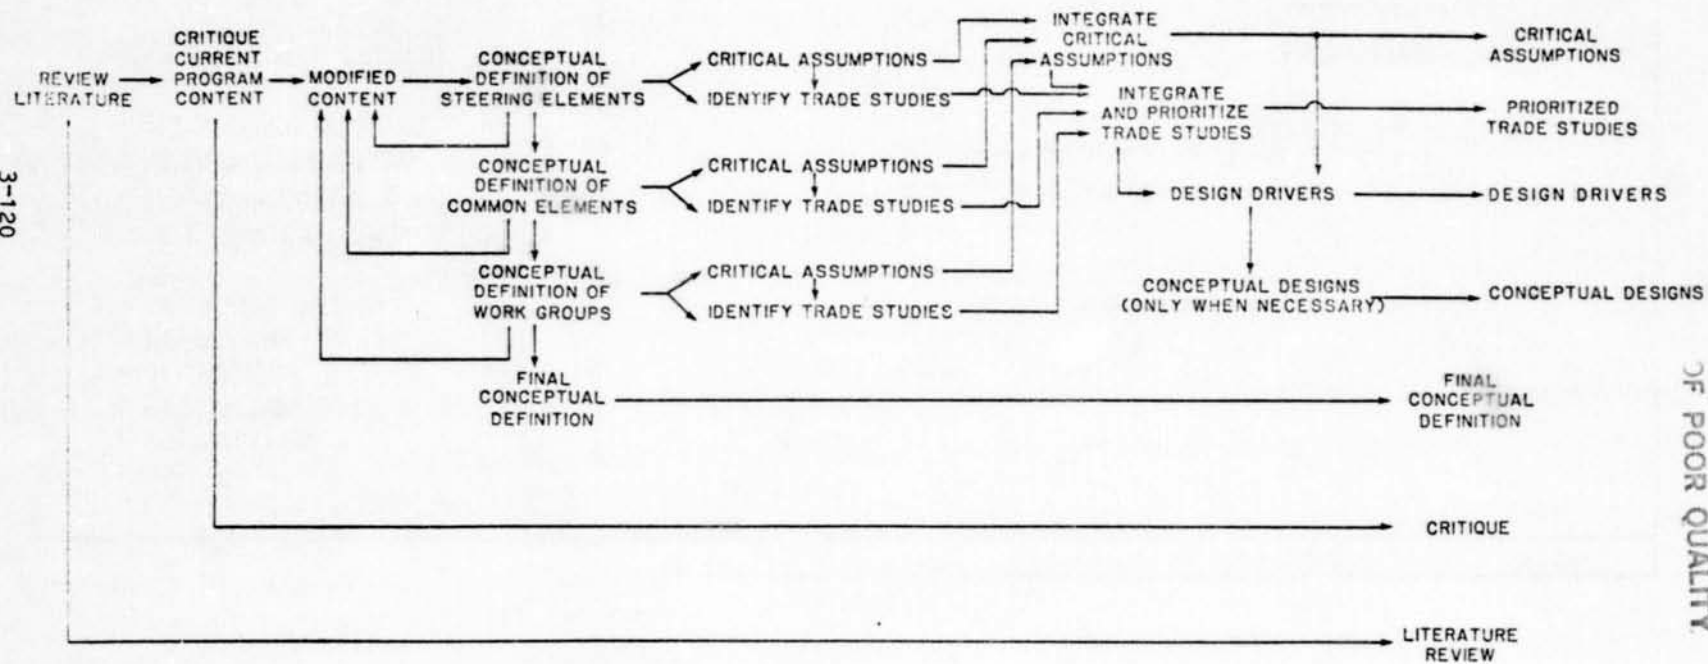 REVIEW
LITERATURE
CRITIQUE
CURRENT
PROGRAM
CONTENT
MODIFIED
CONTENT
CONCEPTUAL
DEFINITION OF
STEERING ELEMENTS
CRITICAL ASSUMPTIONS
IDENTIFY TRADE STUDIES
INTEGRATE
CRITICAL
ASSUMPTIONS
INTEGRATE
AND PRIORITIZE
TRADE STUDIES
CRITICAL
ASSUMPTIONS
PRIORITIZED
TRADE STUDIES
CONCEPTUAL
DEFINITION OF
COMMON ELEMENTS
CRITICAL ASSUMPTIONS
IDENTIFY TRADE STUDIES
DESIGN DRIVERS
DESIGN DRIVERS
CONCEPTUAL
DEFINITION OF
WORK GROUPS
CRITICAL ASSUMPTIONS
IDENTIFY TRADE STUDIES
CONCEPTUAL DESIGNS
(ONLY WHEN NECESSARY)
CONCEPTUAL DESIGNS
FINAL
CONCEPTUAL
DEFINITION
FINAL
CONCEPTUAL
DEFINITION
CRITIQUE
LITERATURE
REVIEW
3-120
OF POOR QUALITY